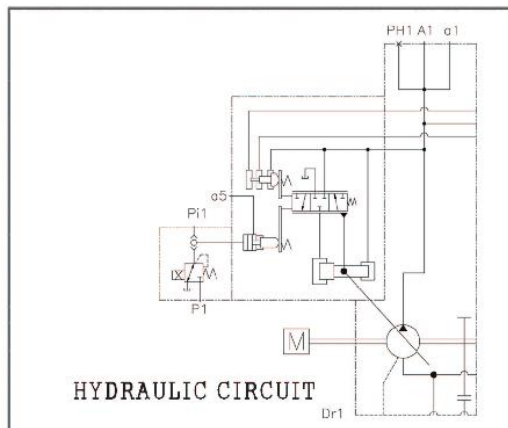 PH1 A1 a1
a5
Pi1
P1
M
HYDRAULIC CIRCUIT
Dr1